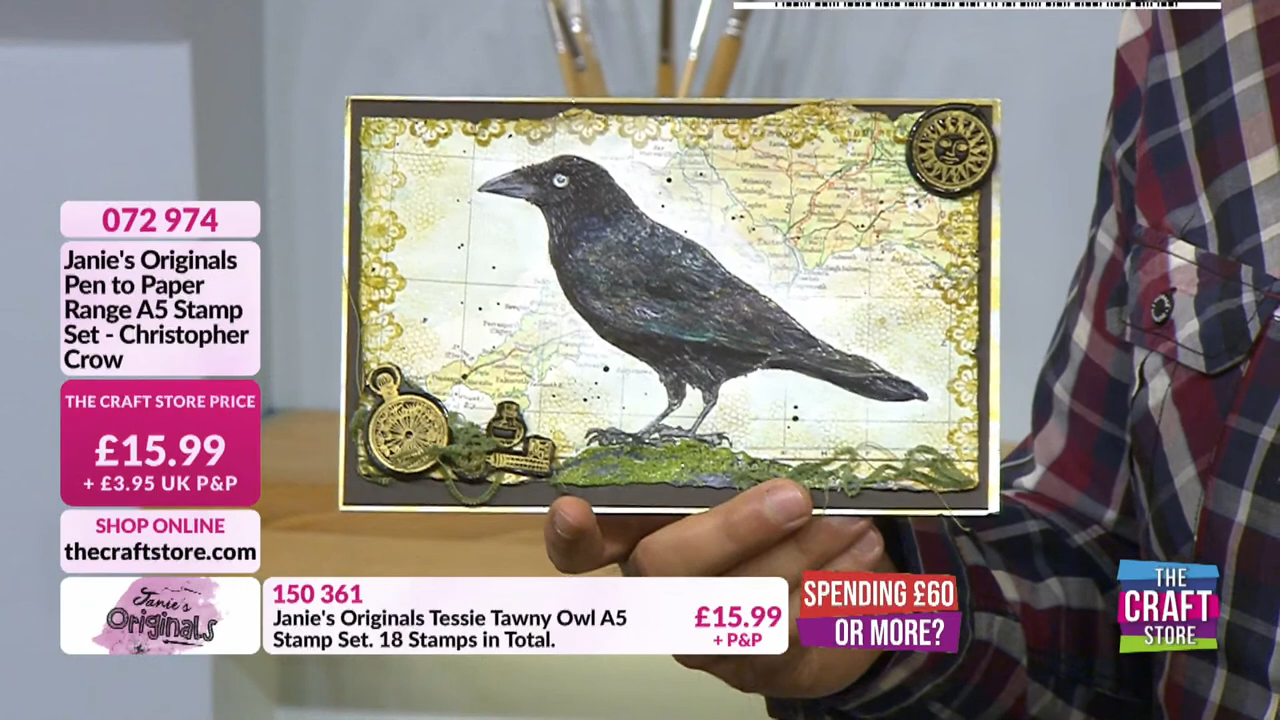 072 974
Janie's Originals
Pen to Paper
Range A5 Stamp
Set - Christopher
Crow
THE CRAFT STORE PRICE
£15.99
+ £3.95 UK P&P
SHOP ONLINE
thecraftstore.com
Janie's
Originals
150 361
Janie's Originals Tessie Tawny Owl A5
Stamp Set. 18 Stamps in Total.
£15.99
+ P&P
SPENDING £60
OR MORE?
THE
CRAFT
STORE